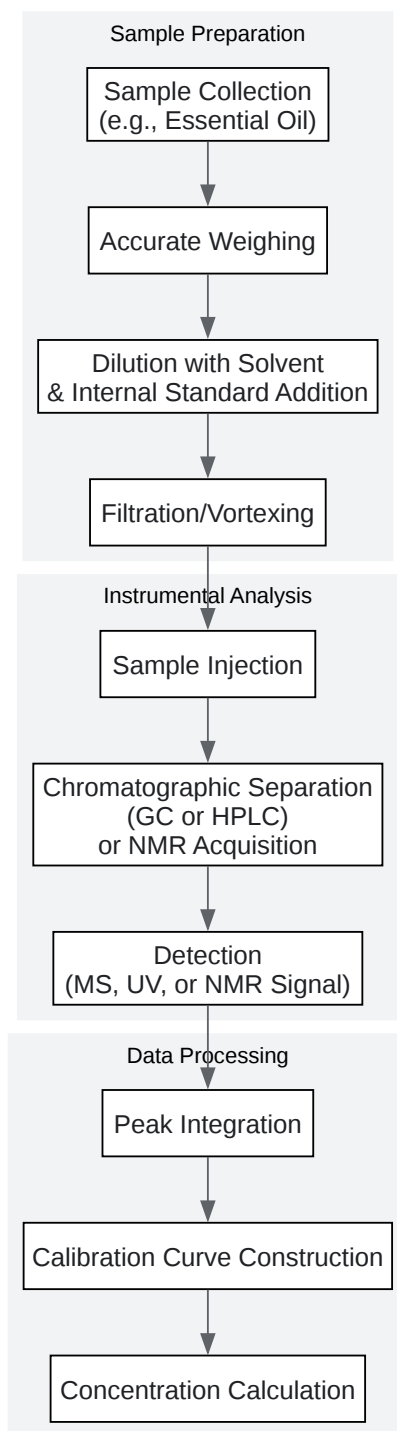 Sample Preparation
Sample Collection
(e.g., Essential Oil)
Accurate Weighing
Dilution with Solvent
& Internal Standard Addition
Filtration/Vortexing
Instrumental Analysis
Sample Injection
Chromatographic Separation
(GC or HPLC)
or NMR Acquisition
Detection
(MS, UV, or NMR Signal)
Data Processing
Peak Integration
Calibration Curve Construction
Concentration Calculation